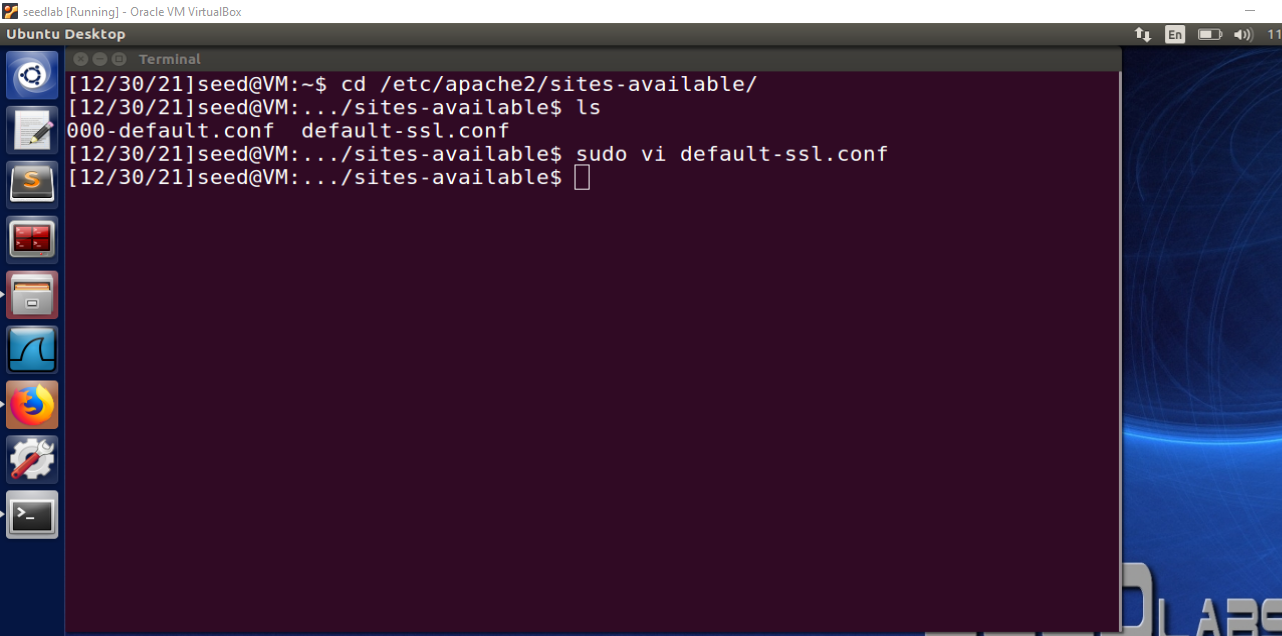 seedlab [Running] - Oracle VM VirtualBox
Ubuntu Desktop
En
11
Terminal
[12/30/21]seed@VM:~$ cd /etc/apache2/sites-available/
[12/30/21]seed@VM:.../sites-available$ ls
000-default.conf  default-ssl.conf
[12/30/21]seed@VM:.../sites-available$ sudo vi default-ssl.conf
[12/30/21]seed@VM:.../sites-available$
LABS